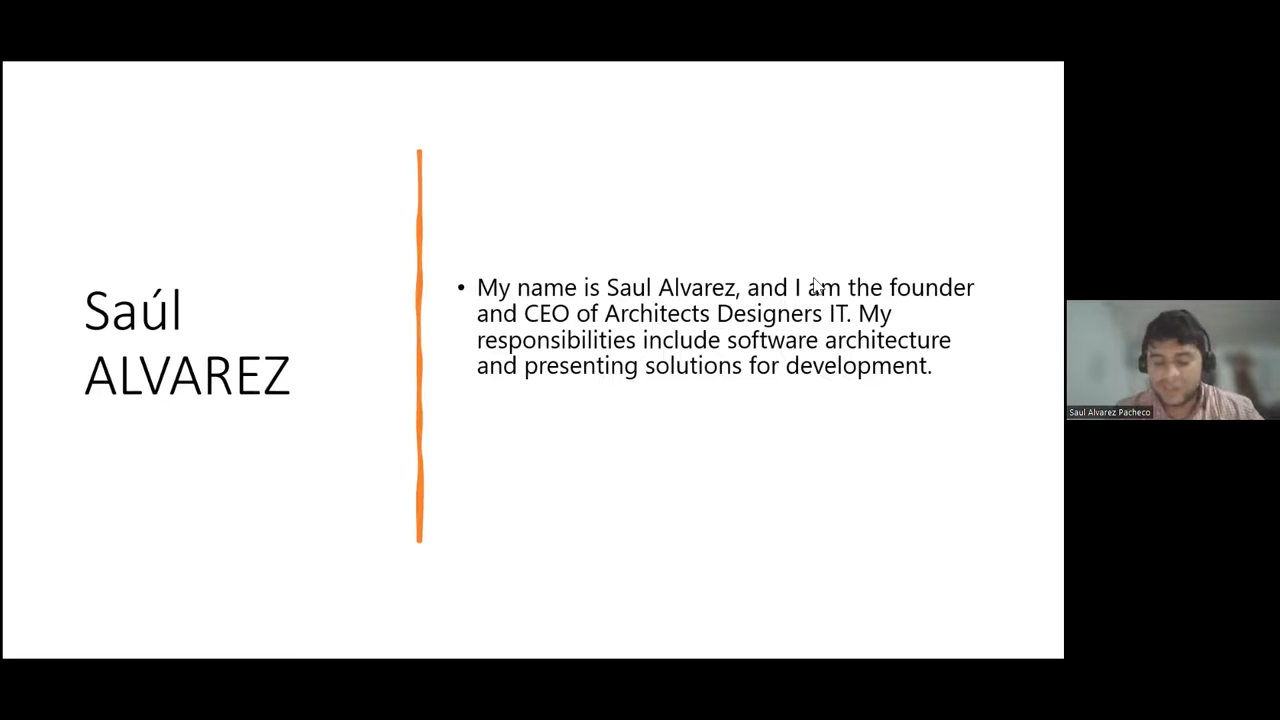 Saúl
ALVAREZ
• My name is Saul Alvarez, and I am the founder
and CEO of Architects Designers IT. My
responsibilities include software architecture
and presenting solutions for development.
Saul Alvarez Pacheco